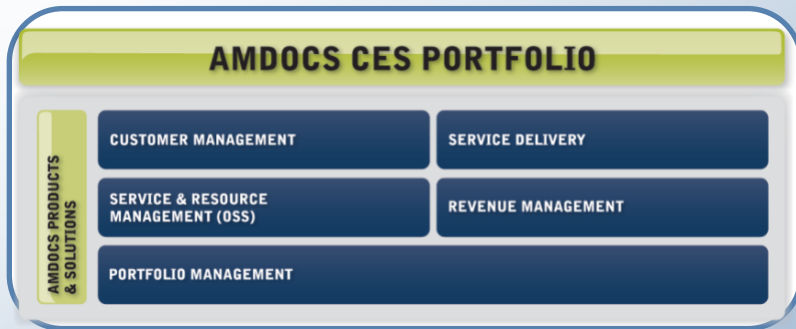 AMDOCS CES PORTFOLIO
AMDOCS PRODUCTS
& SOLUTIONS
CUSTOMER MANAGEMENT
SERVICE DELIVERY
SERVICE & RESOURCE
MANAGEMENT (OSS)
REVENUE MANAGEMENT
PORTFOLIO MANAGEMENT